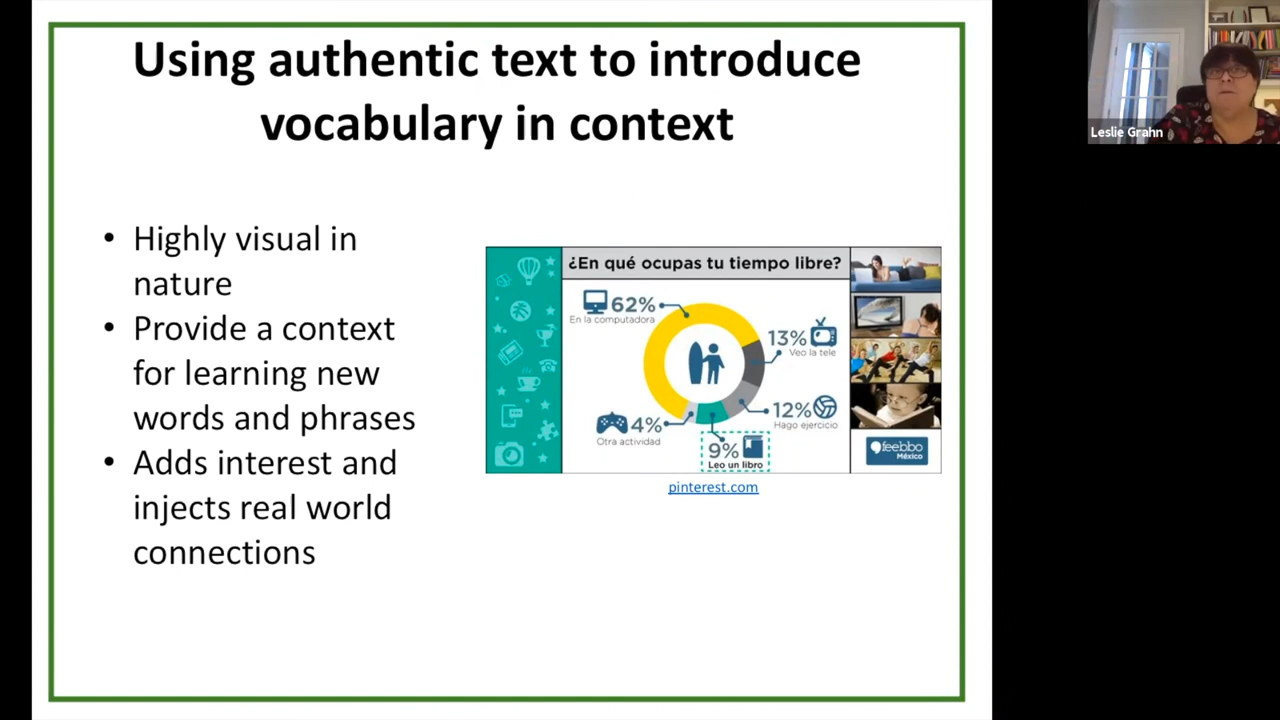 Using authentic text to introduce
vocabulary in context
• Highly visual in
nature
• Provide a context
for learning new
words and phrases
• Adds interest and
injects real world
connections
¿En qué ocupas tu tiempo libre?
62%
En la computadora
13%
Veo la tele
12%
Hago ejercicio
4%
Otra actividad
9%
Leo un libro
feebbo
México
pinterest.com
Leslie Grahn